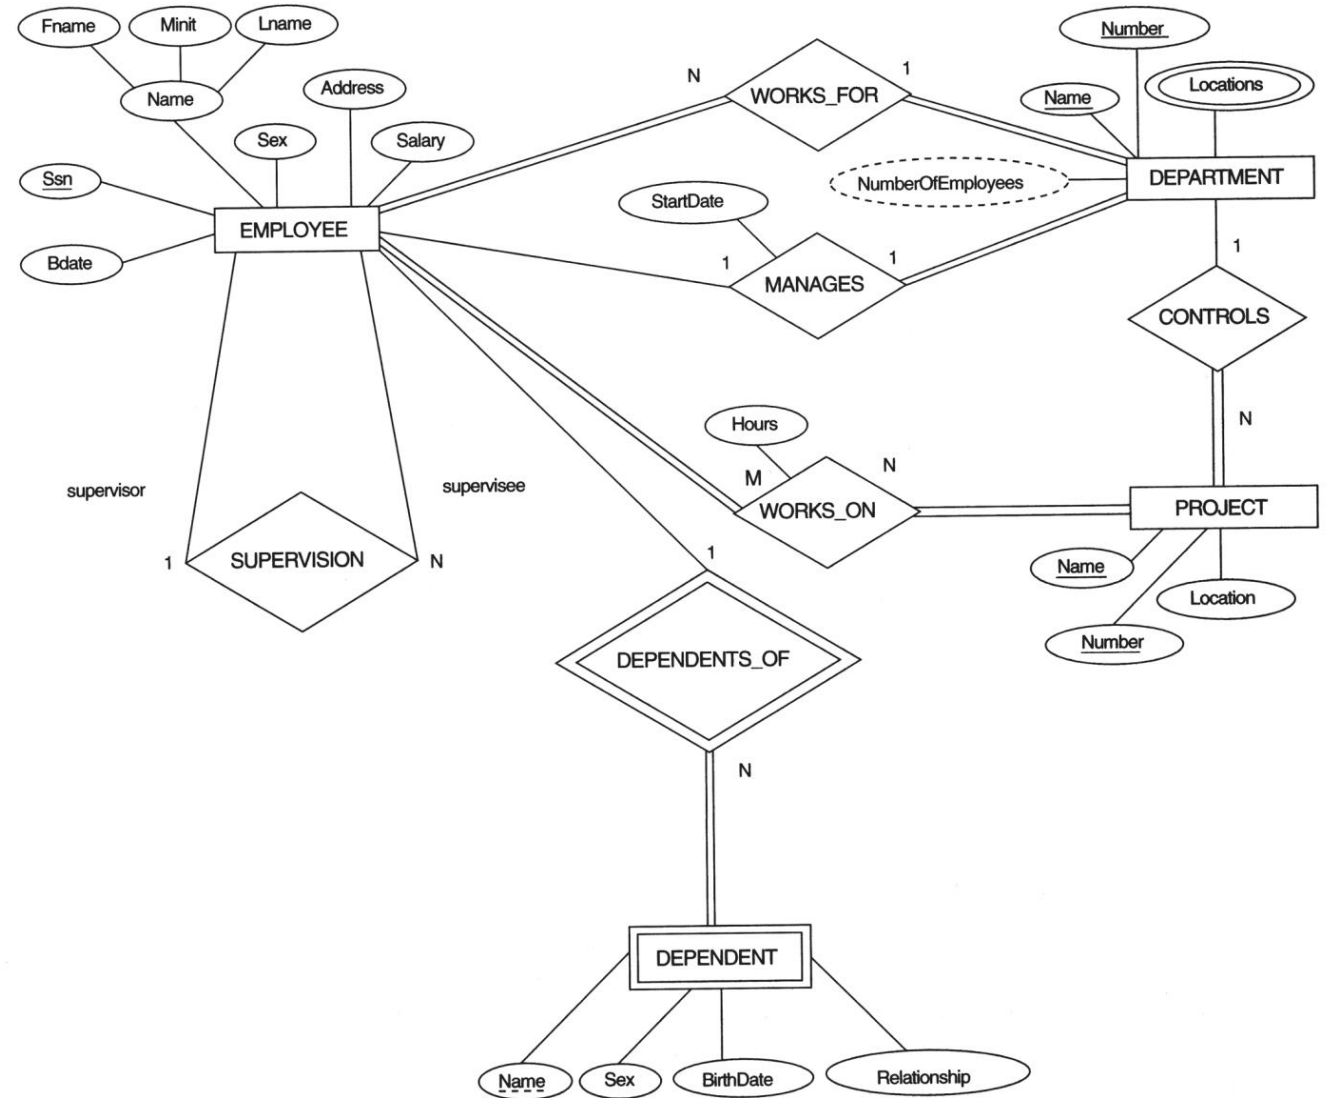 Fname
Minit
Lname
Number
Name
Address
N
1
WORKS_FOR
Name
Locations
Sex
Salary
Ssn
NumberOfEmployees
DEPARTMENT
StartDate
EMPLOYEE
Bdate
1
1
MANAGES
1
CONTROLS
Hours
N
M
N
supervisor
supervisee
WORKS_ON
PROJECT
1
SUPERVISION
N
1
Name
Location
Number
DEPENDENTS_OF
N
DEPENDENT
Name
Sex
BirthDate
Relationship